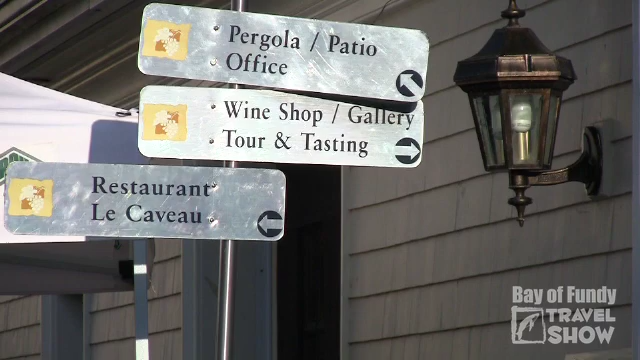 Pergola / Patio
Office
Wine Shop / Gallery
Tour & Tasting
Restaurant
Le Caveau
Bay of Fundy
TRAVEL
SHOW